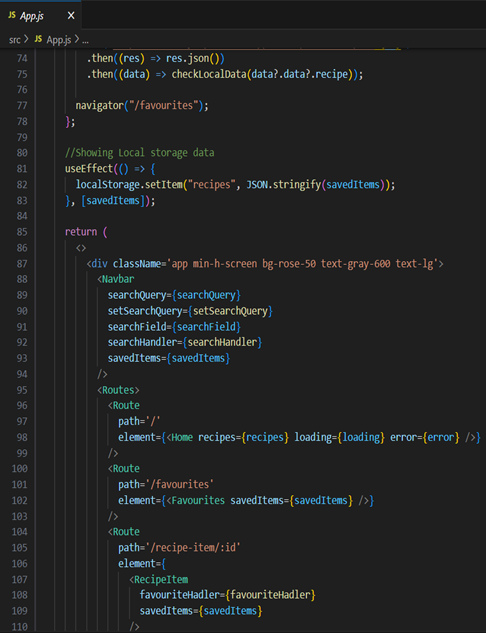 JS App.js ×
src > JS App.js > ...
74 .then((res) => res.json())
75 .then((data) => checkLocalData(data?.data?.recipe));
76
77 navigator("/favourites");
78 };
79
80 //Showing Local storage data
81 useEffect(() => {
82 localStorage.setItem("recipes", JSON.stringify(savedItems));
83 }, [savedItems]);
84
85 return (
86 <>
87 <div className='app min-h-screen bg-rose-50 text-gray-600 text-lg'>
88 <Navbar
89 searchQuery={searchQuery}
90 setSearchQuery={setSearchQuery}
91 searchField={searchField}
92 searchHandler={searchHandler}
93 savedItems={savedItems}
94 />
95 <Routes>
96 <Route
97 path='/'
98 element={<Home recipes={recipes} loading={loading} error={error} />}
99 />
100 <Route
101 path='/favourites'
102 element={<Favourites savedItems={savedItems} />}
103 />
104 <Route
105 path='/recipe-item/:id'
106 element={
107 <RecipeItem
108 favouriteHadler={favouriteHadler}
109 savedItems={savedItems}
110 />